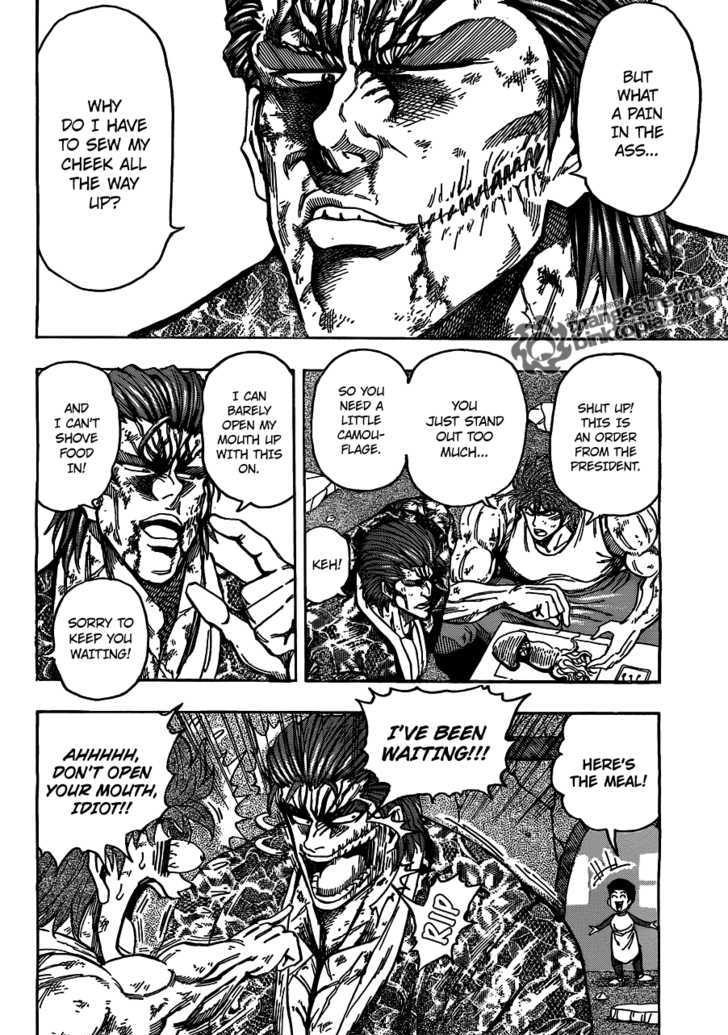 BUT
WHAT
A PAIN
IN THE
ASS...
WHY
DO I HAVE
TO SEW MY
CHEEK ALL
THE WAY
UP?
mangastream.com
binktopia
SHUT UP!
THIS IS
AN ORDER
FROM THE
PRESIDENT.
YOU
JUST STAND
OUT TOO
MUCH...
SO YOU
NEED A
LITTLE
CAMOU-
FLAGE.
KEH!
I CAN
BARELY
OPEN MY
MOUTH UP
WITH THIS
ON.
AND
I CAN'T
SHOVE
FOOD
IN!
SORRY TO
KEEP YOU
WAITING!
HERE'S
THE MEAL!
I'VE BEEN
WAITING!!!
RIP
AHHHHH,
DON'T OPEN
YOUR MOUTH,
IDIOT!!